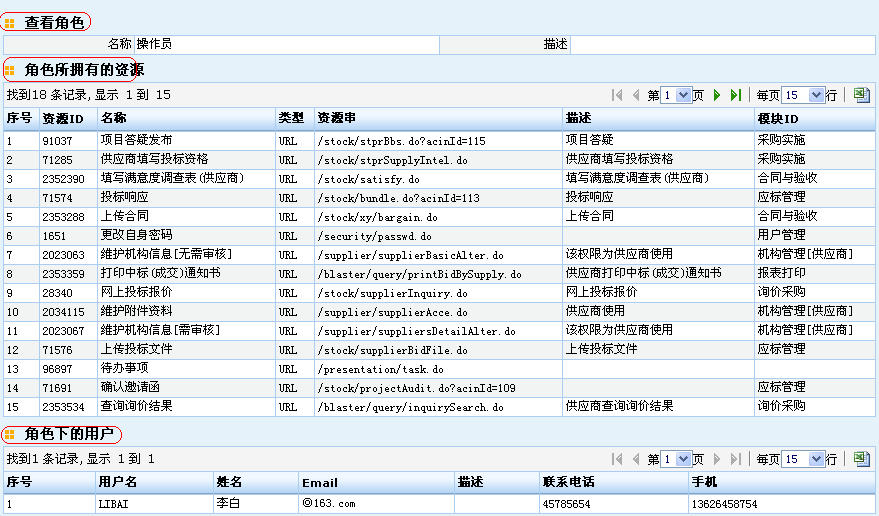 查看角色
名称 操作员 描述
角色所拥有的资源
找到18 条记录, 显示 1 到 15 第 1 页 每页 15 行
序号 资源ID 名称 类型 资源串 描述 模块ID
1 91037 项目答疑发布 URL /stock/stprBbs.do?acinId=115 项目答疑 采购实施
2 71285 供应商填写投标资格 URL /stock/stprSupplyIntel.do 供应商填写投标资格 采购实施
3 2352390 填写满意度调查表(供应商) URL /stock/satisfy.do 填写满意度调查表(供应商) 合同与验收
4 71574 投标响应 URL /stock/bundle.do?acinId=113 投标响应 应标管理
5 2353288 上传合同 URL /stock/xy/bargain.do 上传合同 合同与验收
6 1651 更改自身密码 URL /security/passwd.do 用户管理
7 2023063 维护机构信息[无需审核] URL /supplier/supplierBasicAlter.do 该权限为供应商使用 机构管理[供应商]
8 2353359 打印中标(成交)通知书 URL /blaster/query/printBidBySupply.do 供应商打印中标(成交)通知书 报表打印
9 28340 网上投标报价 URL /stock/supplierInquiry.do 网上投标报价 询价采购
10 2034115 维护附件资料 URL /supplier/supplierAcce.do 供应商使用 机构管理[供应商]
11 2023067 维护机构信息[需审核] URL /supplier/suppliersDetailAlter.do 该权限为供应商使用 机构管理[供应商]
12 71576 上传投标文件 URL /stock/supplierBidFile.do 上传投标文件 应标管理
13 96897 待办事项 URL /presentation/task.do
14 71691 确认邀请函 URL /stock/projectAudit.do?acinId=109 应标管理
15 2353534 查询询价结果 URL /blaster/query/inquirySearch.do 供应商查询询价结果 询价采购
角色下的用户
找到1 条记录, 显示 1 到 1 第 1 页 每页 15 行
序号 用户名 姓名 Email 描述 联系电话 手机
1 LIBAI 李白 @163.com 45785654 13626458754